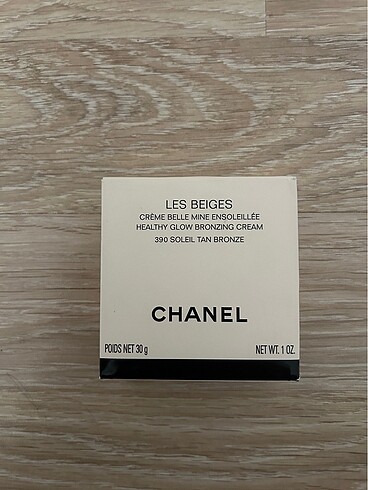 LES BEIGES
CRÈME BELLE MINE ENSOLEILLÉE
HEALTHY GLOW BRONZING CREAM
390 SOLEIL TAN BRONZE
CHANEL
POIDS NET 30 g NET WT. 1 OZ.